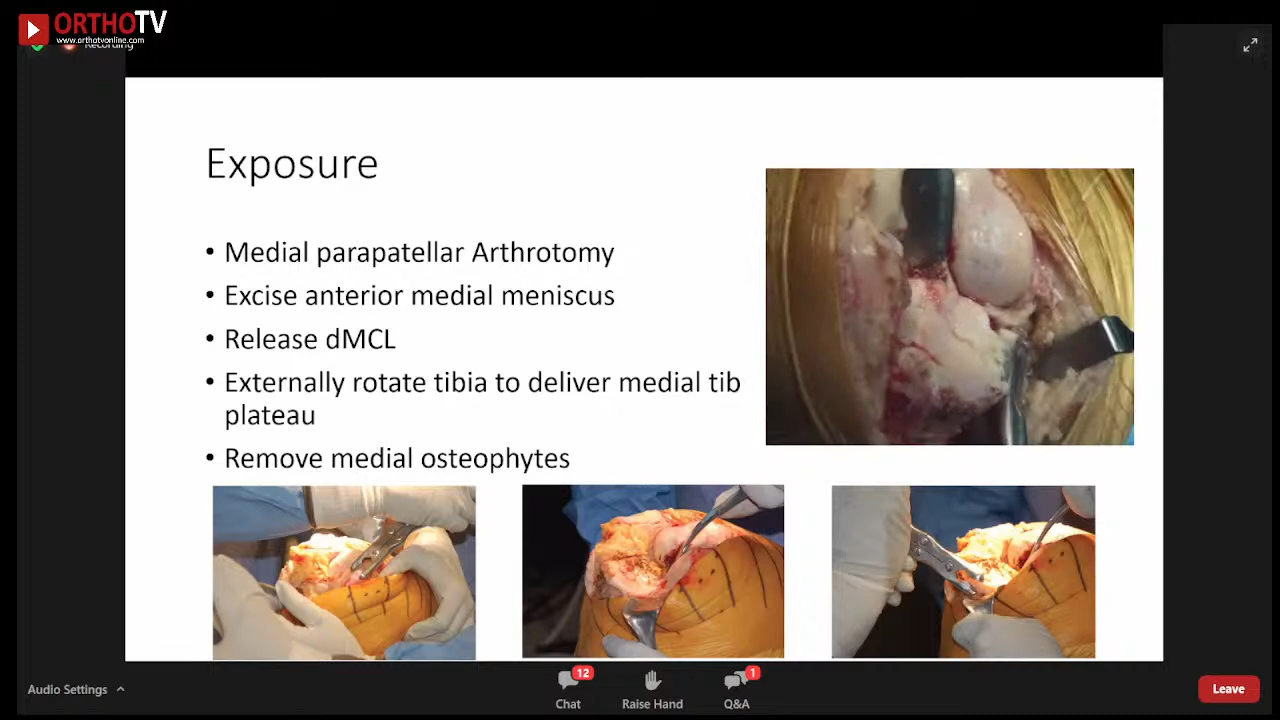 ORTHOTV
www.orthotvonline.com
Recording
Exposure
• Medial parapatellar Arthrotomy
• Excise anterior medial meniscus
• Release dMCL
• Externally rotate tibia to deliver medial tib
plateau
• Remove medial osteophytes
Audio Settings
12
Chat
Raise Hand
1
Q&A
Leave